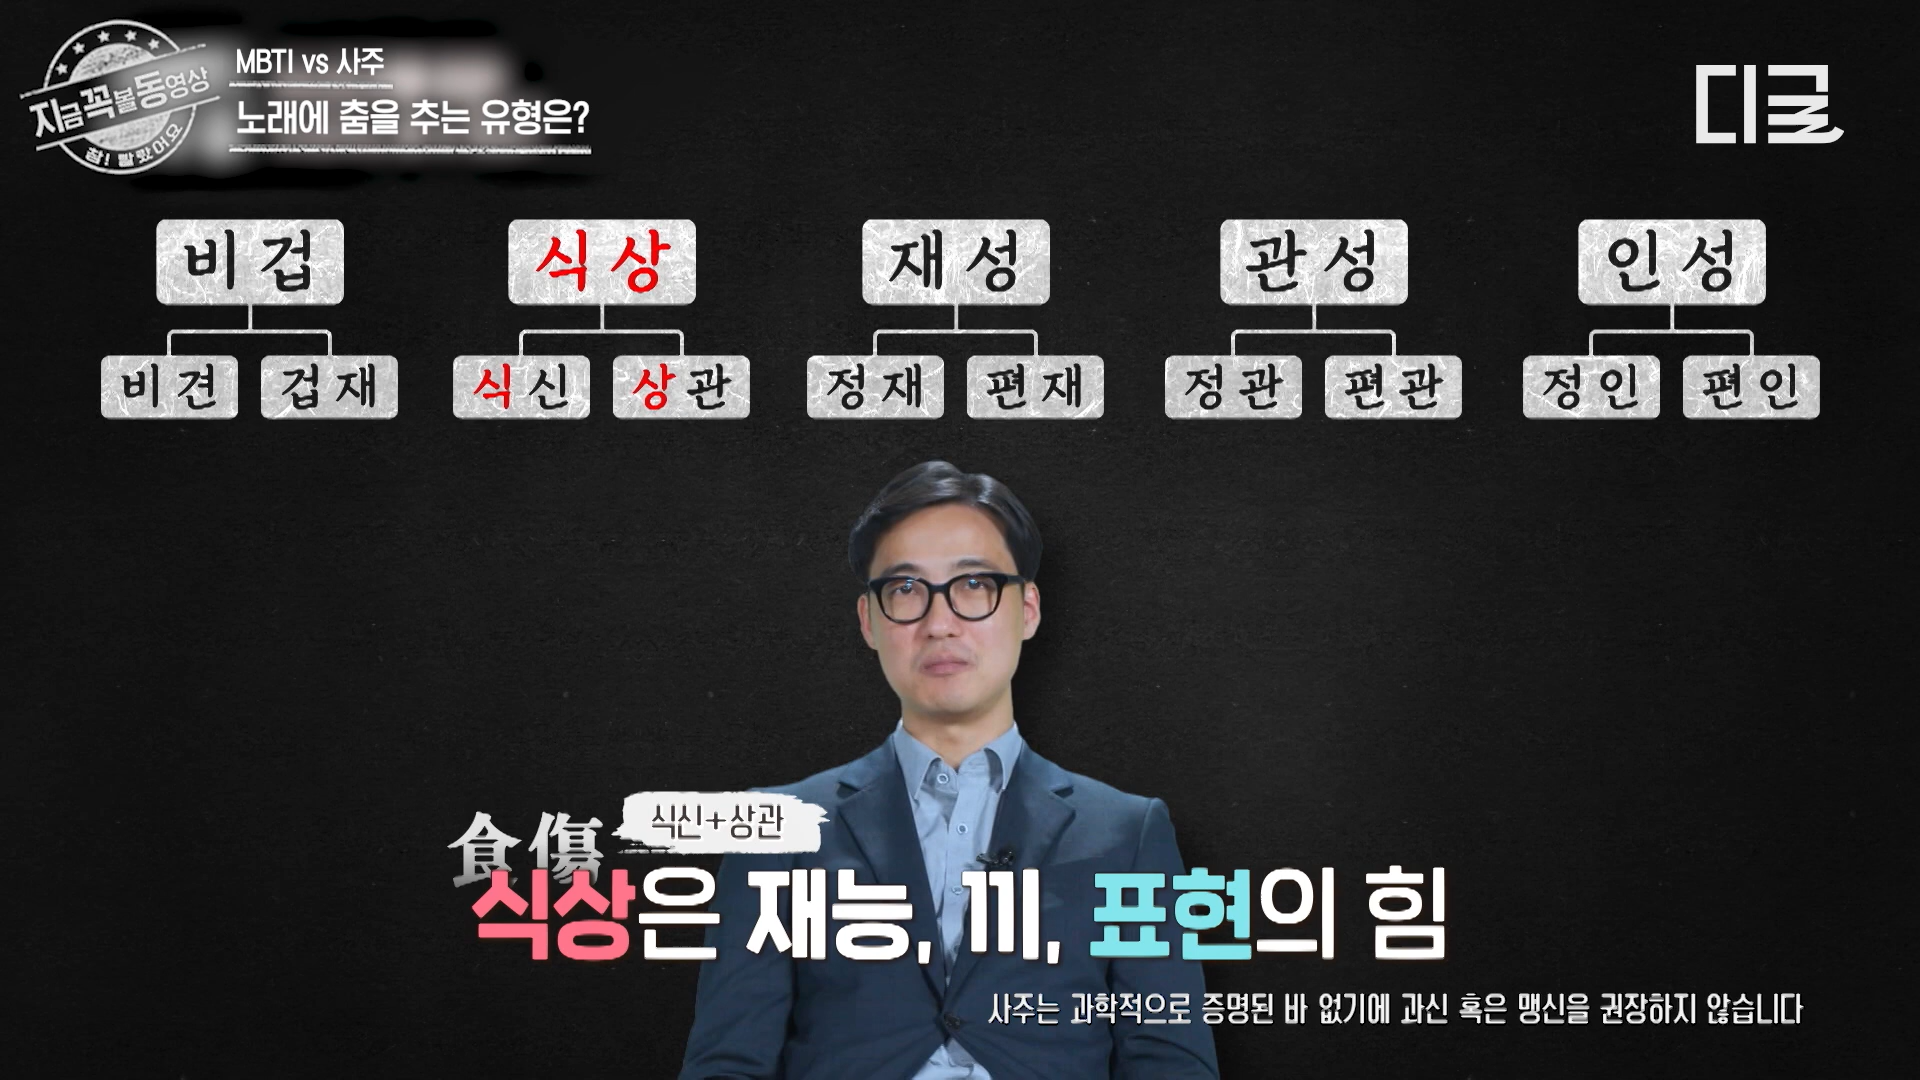 지금 꼭 볼 동영상
참! 빨랐어요
MBTI vs 사주
노래에 춤을 추는 유형은?
디글
비겁 식상 재성 관성 인성
비견 겁재 식신 상관 정재 편재 정관 편관 정인 편인
食傷 식신+상관
식상은 재능, 끼, 표현의 힘
사주는 과학적으로 증명된 바 없기에 과신 혹은 맹신을 권장하지 않습니다